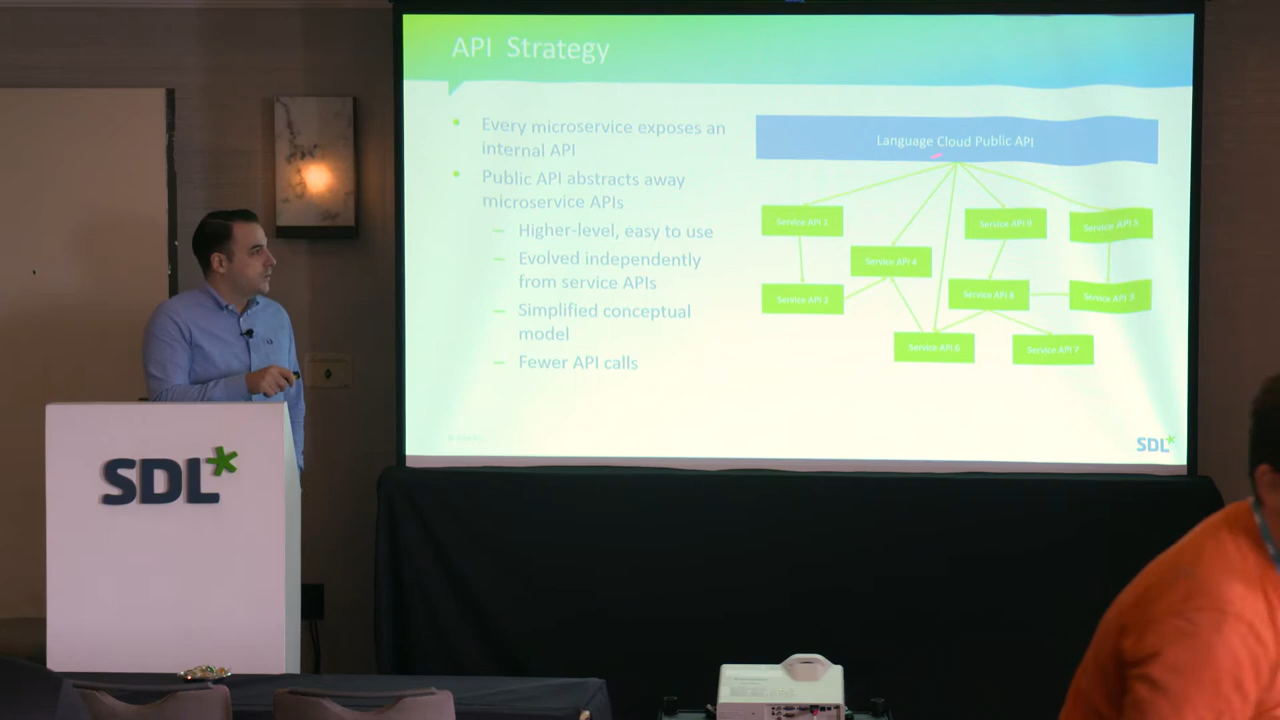 API Strategy
• Every microservice exposes an
internal API
• Public API abstracts away
microservice APIs
– Higher-level, easy to use
– Evolved independently
from service APIs
– Simplified conceptual
model
– Fewer API calls
Language Cloud Public API
Service API 1
Service API 9
Service API 5
Service API 4
Service API 2
Service API 8
Service API 3
Service API 6
Service API 7
SDL*
SDL*